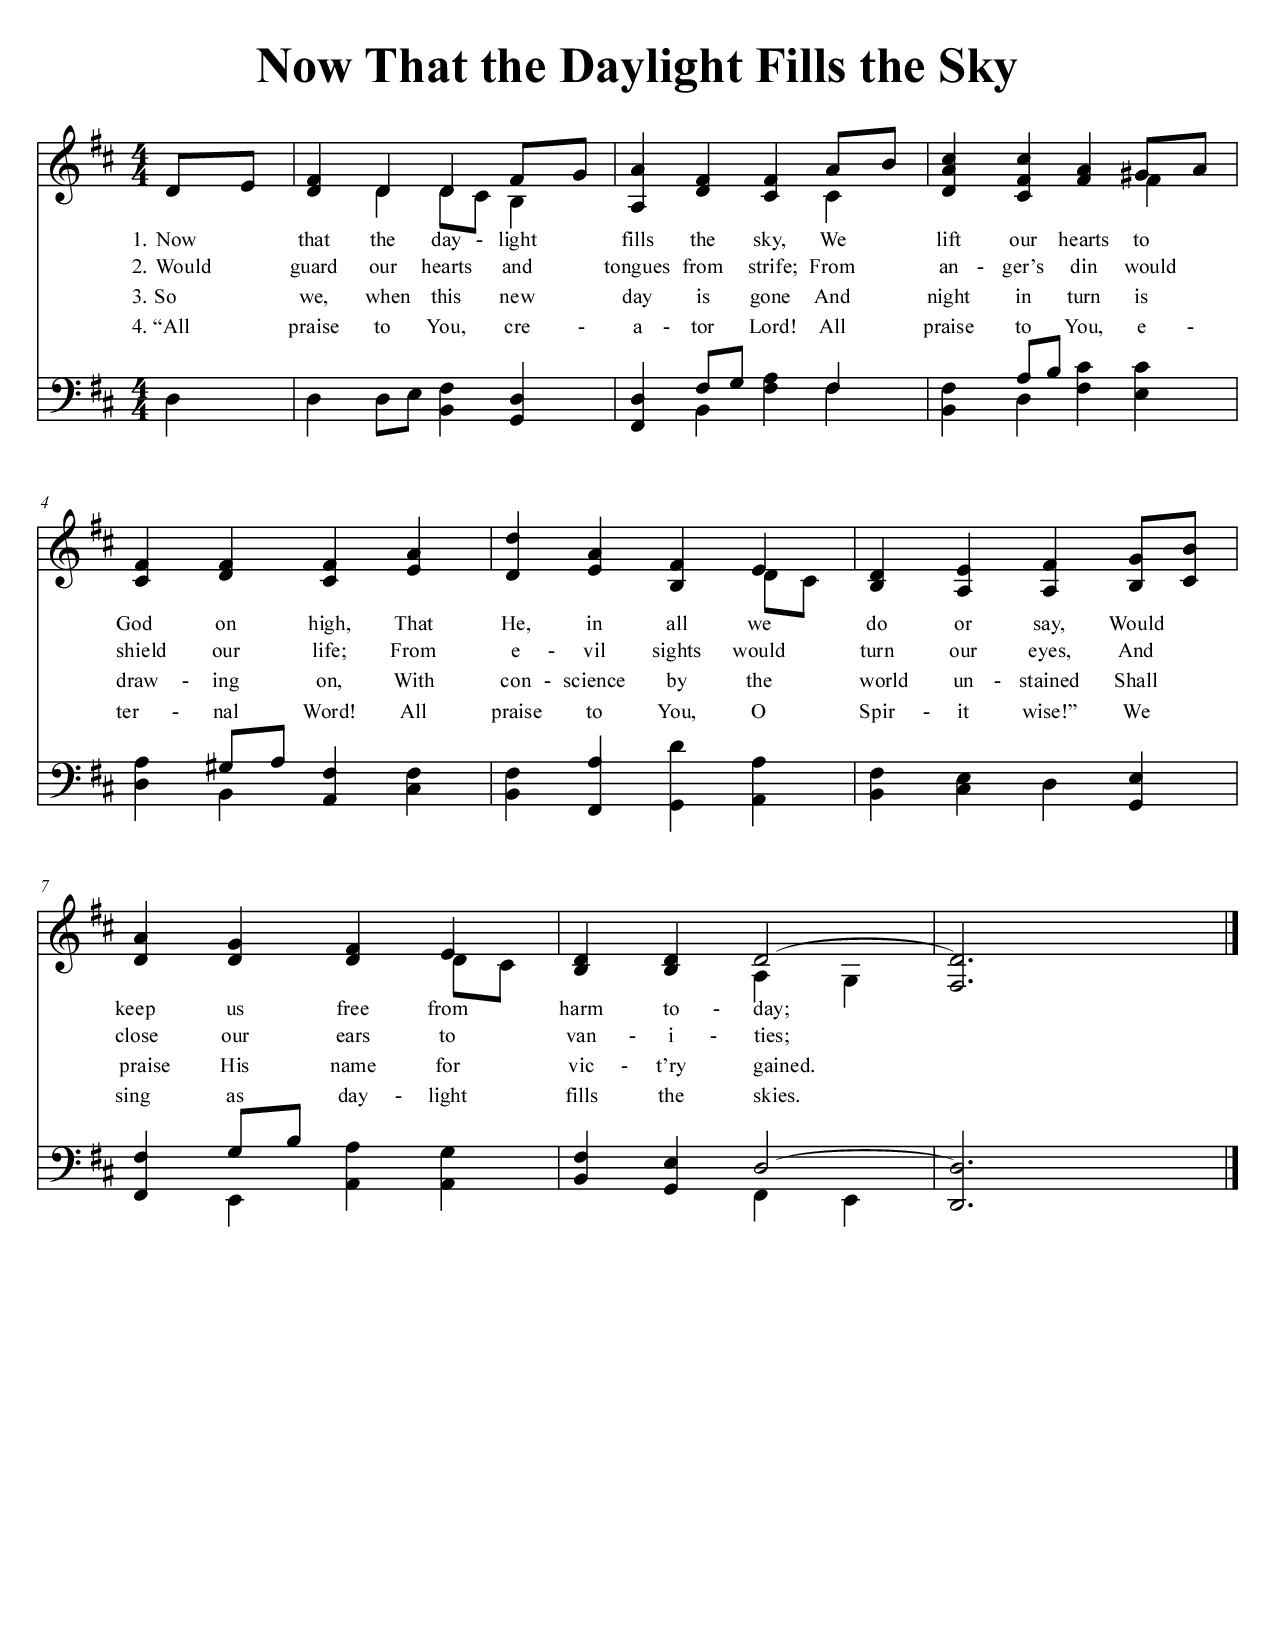 Now That the Daylight Fills the Sky
4 4
1. Now that the day - light fills the sky, We lift our hearts to
2. Would guard our hearts and tongues from strife; From an - ger’s din would
3. So we, when this new day is gone And night in turn is
4. “All praise to You, cre - a - tor Lord! All praise to You, e -
4 4
4
God on high, That He, in all we do or say, Would
shield our life; From e - vil sights would turn our eyes, And
draw - ing on, With con - science by the world un - stained Shall
ter - nal Word! All praise to You, O Spir - it wise!” We
7
keep us free from harm to - day;
close our ears to van - i - ties;
praise His name for vic - t’ry gained.
sing as day - light fills the skies.